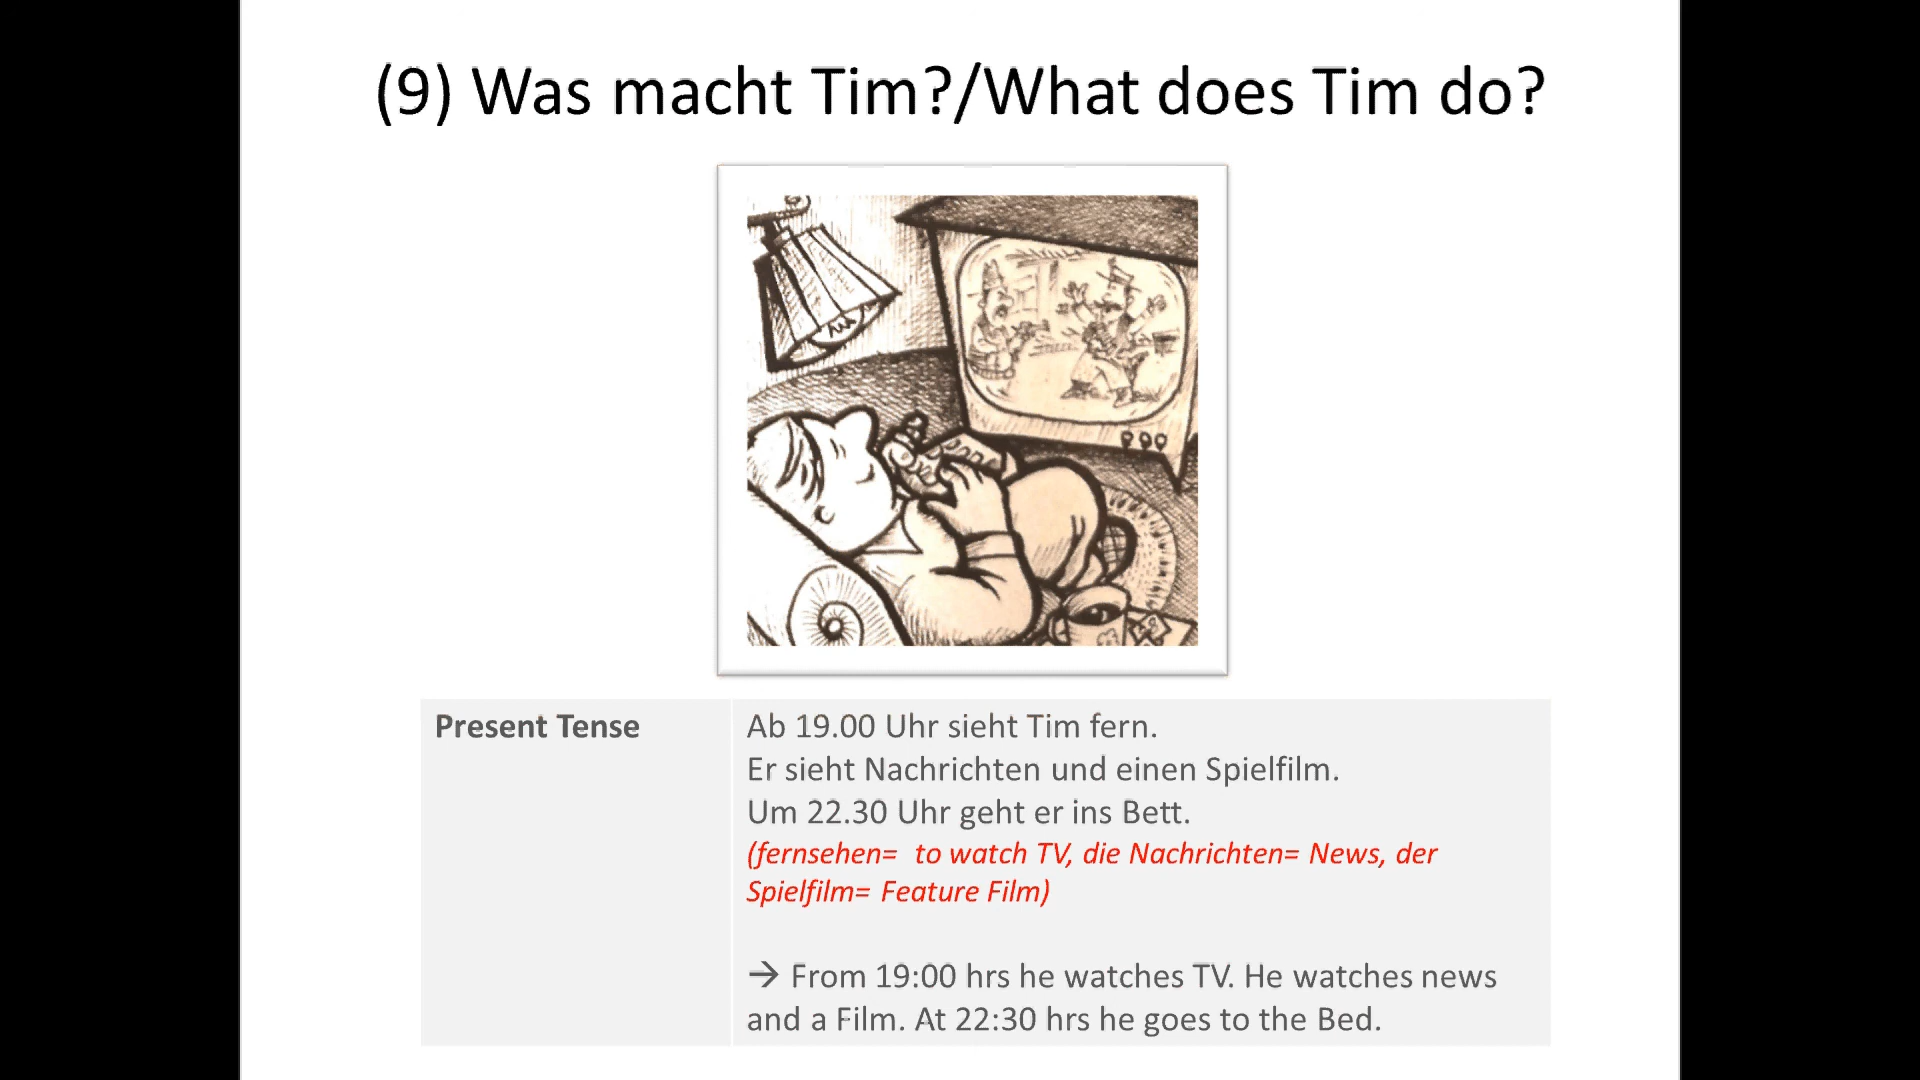 (9) Was macht Tim?/What does Tim do?
Present Tense
Ab 19.00 Uhr sieht Tim fern.
Er sieht Nachrichten und einen Spielfilm.
Um 22.30 Uhr geht er ins Bett.
(fernsehen=  to watch TV, die Nachrichten= News, der
Spielfilm= Feature Film)
→ From 19:00 hrs he watches TV. He watches news
and a Film. At 22:30 hrs he goes to the Bed.